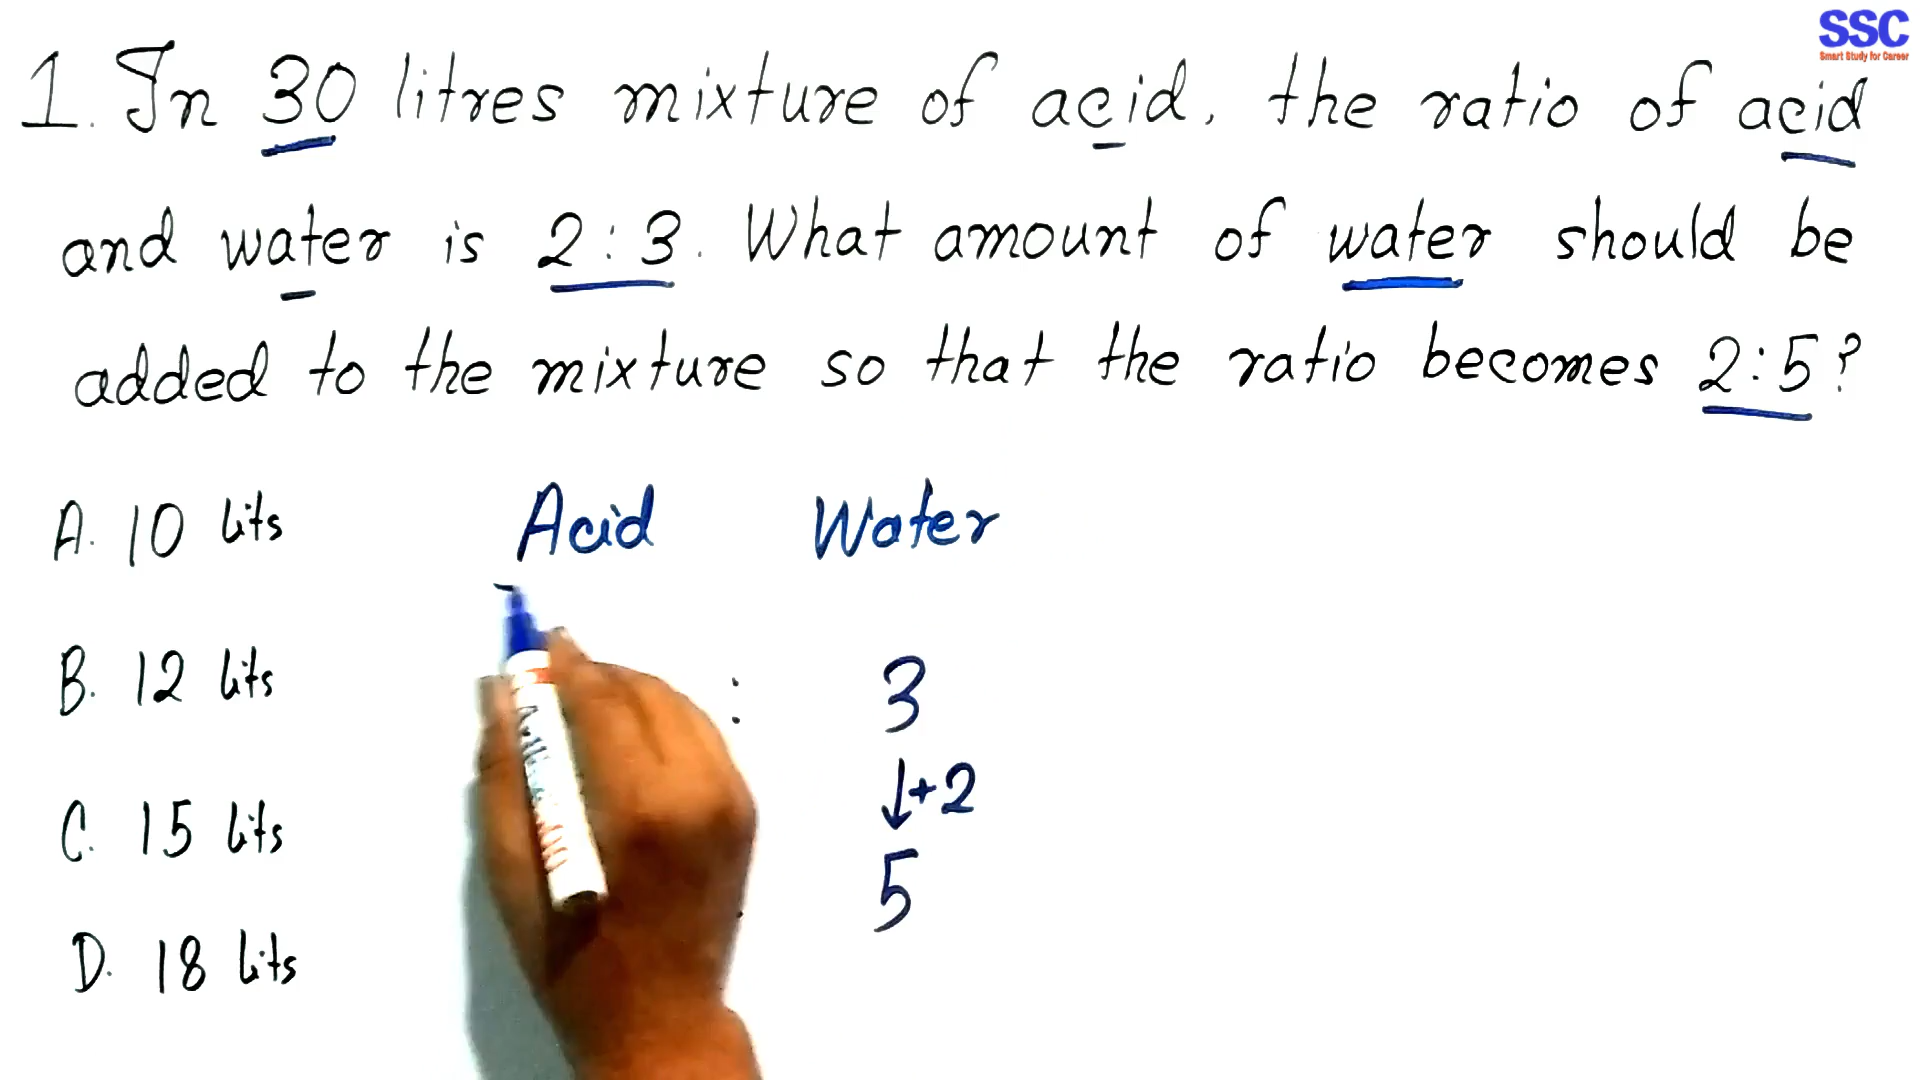 SSC
Smart Study for Career
1. In 30 litres mixture of acid, the ratio of acid
and water is 2:3. What amount of water should be
added to the mixture so that the ratio becomes 2:5?
A. 10 lits
Acid Water
B. 12 lits
: 3
↓+2
C. 15 lits
5
D. 18 lits